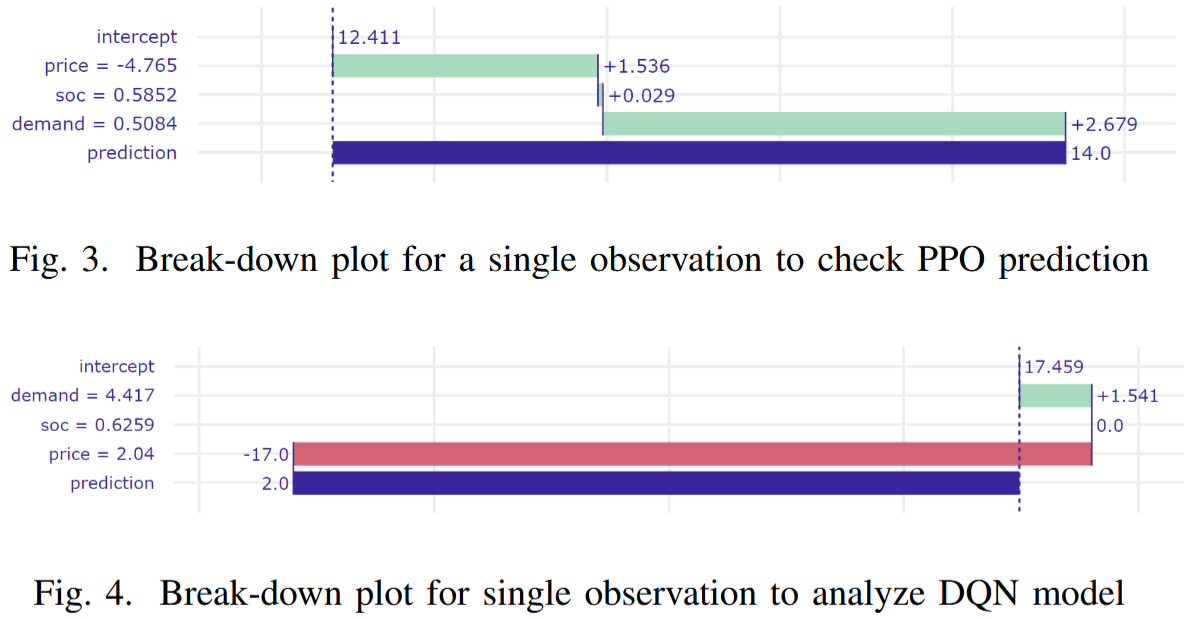 intercept 12.411
price = -4.765 +1.536
soc = 0.5852 +0.029
demand = 0.5084 +2.679
prediction 14.0
Fig. 3. Break-down plot for a single observation to check PPO prediction
intercept 17.459
demand = 4.417 +1.541
soc = 0.6259 0.0
price = 2.04 -17.0
prediction 2.0
Fig. 4. Break-down plot for single observation to analyze DQN model